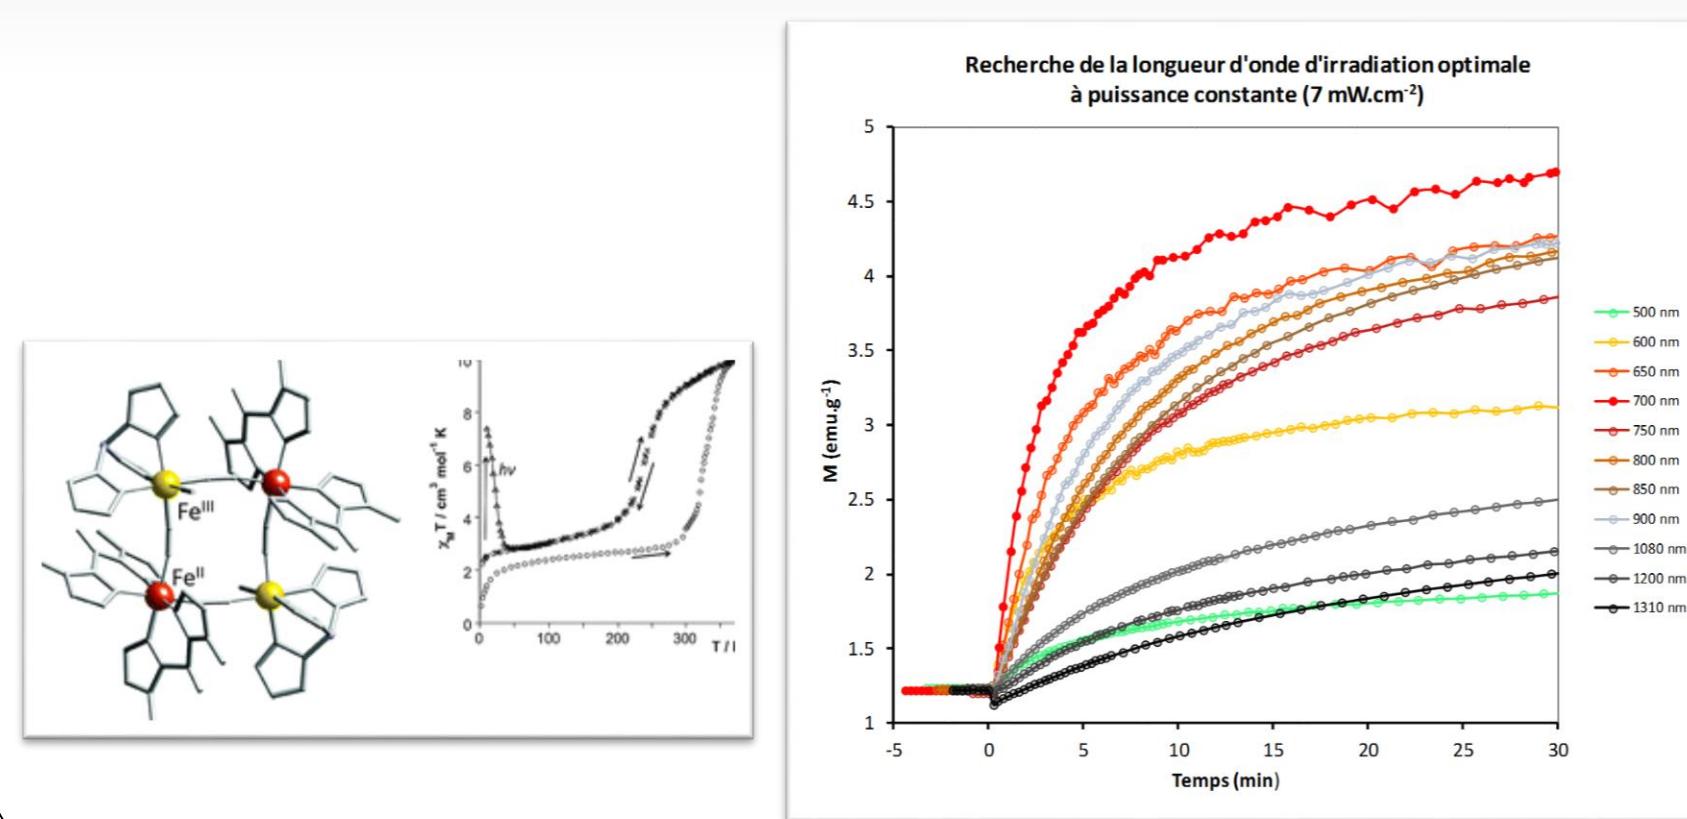 Fe^III
Fe^II
χ_M T / cm³ mol⁻¹ K
10
8
6
4
2
0
hν
0
100
200
300
T / 
Recherche de la longueur d'onde d'irradiation optimale
à puissance constante (7 mW.cm⁻²)
M (emu.g⁻¹)
5
4.5
4
3.5
3
2.5
2
1.5
1
-5
0
5
10
15
20
25
30
Temps (min)
500 nm
600 nm
650 nm
700 nm
750 nm
800 nm
850 nm
900 nm
1080 nm
1200 nm
1310 nm